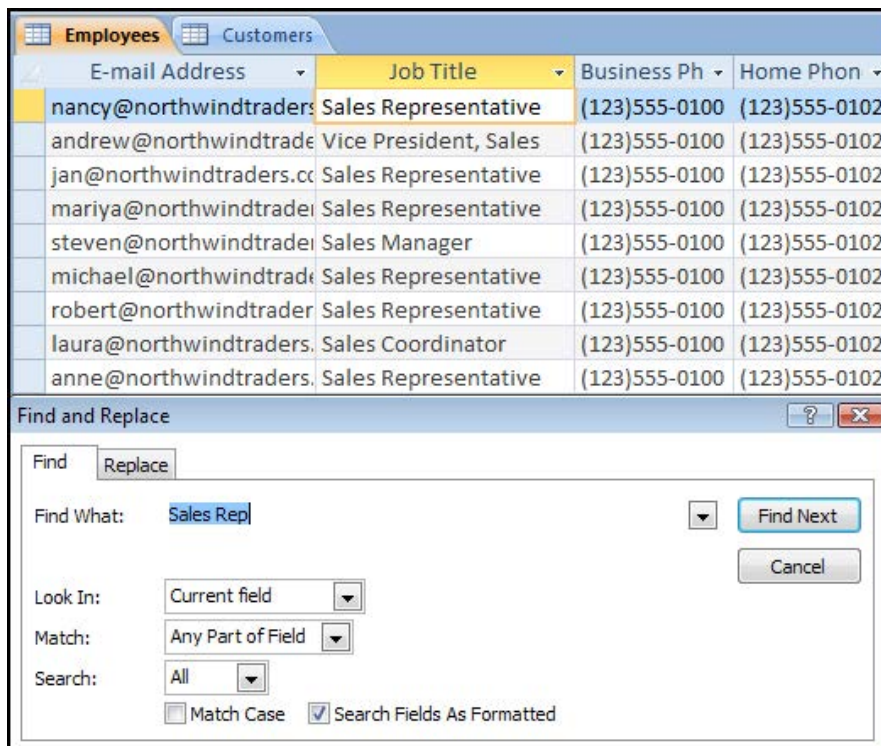 Employees Customers
E-mail Address Job Title Business Ph Home Phon
nancy@northwindtraders Sales Representative (123)555-0100 (123)555-0102
andrew@northwindtrade Vice President, Sales (123)555-0100 (123)555-0102
jan@northwindtraders.co Sales Representative (123)555-0100 (123)555-0102
mariya@northwindtrader Sales Representative (123)555-0100 (123)555-0102
steven@northwindtrader Sales Manager (123)555-0100 (123)555-0102
michael@northwindtrade Sales Representative (123)555-0100 (123)555-0102
robert@northwindtrader Sales Representative (123)555-0100 (123)555-0102
laura@northwindtraders. Sales Coordinator (123)555-0100 (123)555-0102
anne@northwindtraders. Sales Representative (123)555-0100 (123)555-0102
Find and Replace ?
Find Replace
Find What: Sales Rep Find Next
Cancel
Look In: Current field
Match: Any Part of Field
Search: All
Match Case Search Fields As Formatted